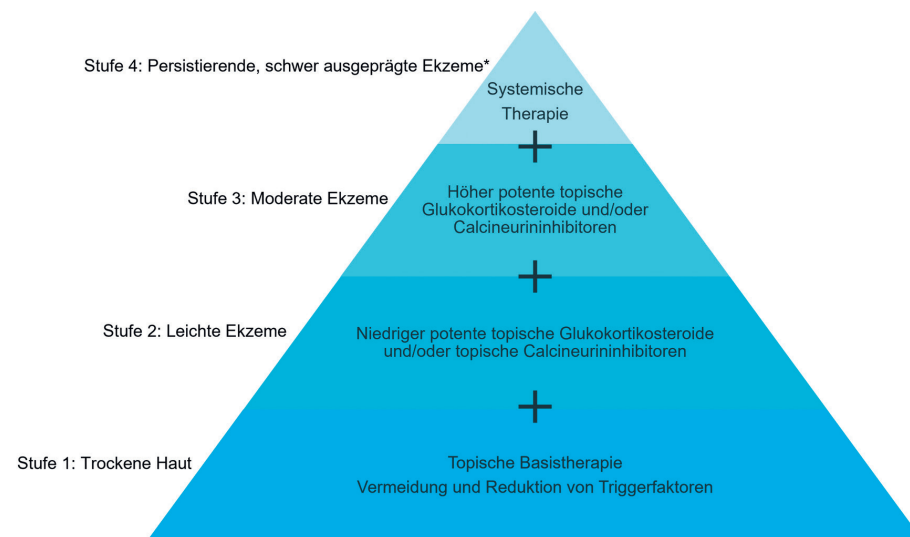 Stufe 4: Persistierende, schwer ausgeprägte Ekzeme*
Systemische
Therapie
+
Stufe 3: Moderate Ekzeme
Höher potente topische
Glukokortikosteroide und/oder
Calcineurininhibitoren
+
Stufe 2: Leichte Ekzeme
Niedriger potente topische Glukokortikosteroide
und/oder topische Calcineurininhibitoren
+
Stufe 1: Trockene Haut
Topische Basistherapie
Vermeidung und Reduktion von Triggerfaktoren